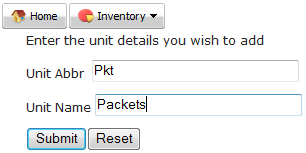 Home Inventory
Enter the unit details you wish to add
Unit Abbr Pkt
Unit Name Packets
Submit Reset